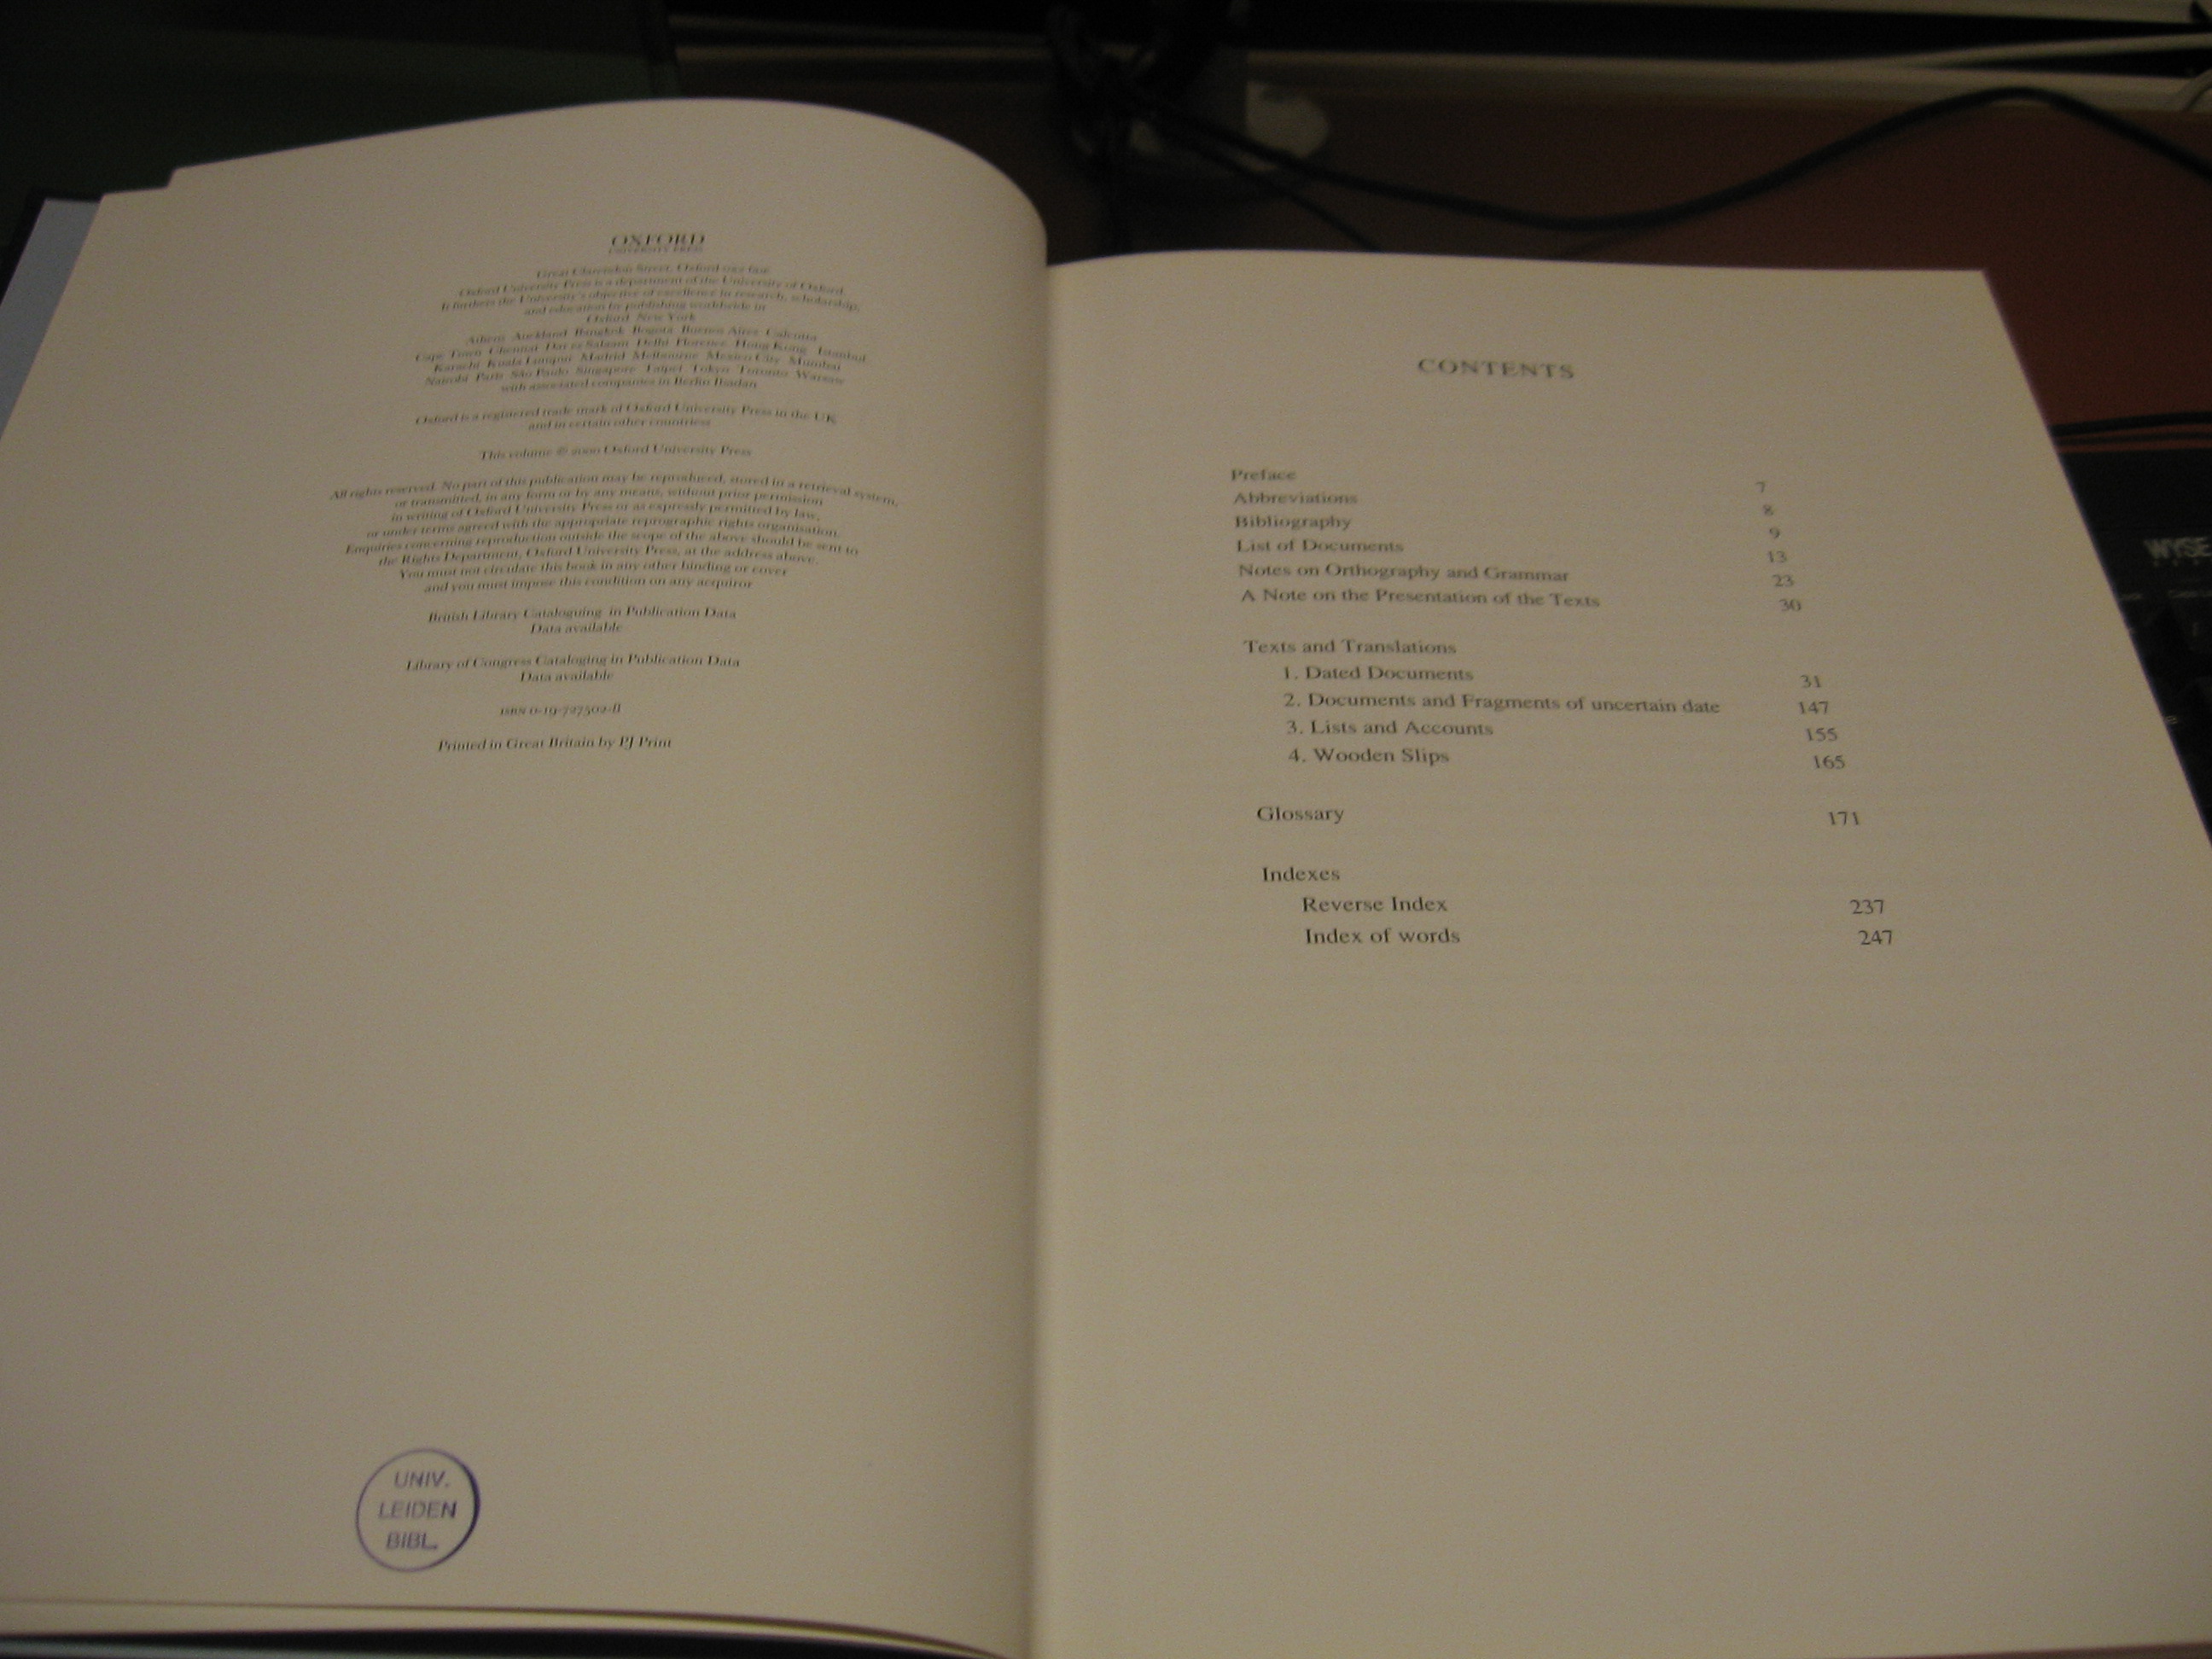 OXFORD
UNIVERSITY PRESS
Great Clarendon Street, Oxford
Oxford University Press is a department of the University of Oxford.
It furthers the University's objective of excellence in research, scholarship,
and education by publishing worldwide in
Oxford New York
Athens Auckland Bangkok Bogotá Buenos Aires Calcutta
Cape Town Chennai Dar es Salaam Delhi Florence Hong Kong Istanbul
Karachi Kuala Lumpur Madrid Melbourne Mexico City Mumbai
Nairobi Paris São Paulo Singapore Taipei Tokyo Toronto Warsaw
with associated companies in Berlin Ibadan
Oxford is a registered trade mark of Oxford University Press in the UK
and in certain other countries
This volume © 2000 Oxford University Press
All rights reserved. No part of this publication may be reproduced, stored in a retrieval system,
or transmitted, in any form or by any means, without prior permission
in writing of Oxford University Press or as expressly permitted by law,
or under terms agreed with the appropriate reprographic rights organisation.
Enquiries concerning reproduction outside the scope of the above should be sent to
the Rights Department, Oxford University Press, at the address above.
You must not circulate this book in any other binding or cover
and you must impose this condition on any acquiror
British Library Cataloguing in Publication Data
Data available
Library of Congress Cataloging in Publication Data
Data available
ISBN
Printed in Great Britain by PJ Print
UNIV.
LEIDEN
BIBL.
CONTENTS
Preface 7
Abbreviations 8
Bibliography 9
List of Documents 13
Notes on Orthography and Grammar 23
A Note on the Presentation of the Texts 30
Texts and Translations
1. Dated Documents 31
2. Documents and Fragments of uncertain date 147
3. Lists and Accounts 155
4. Wooden Slips 165
Glossary 171
Indexes
Reverse Index 237
Index of words 247
WYSE